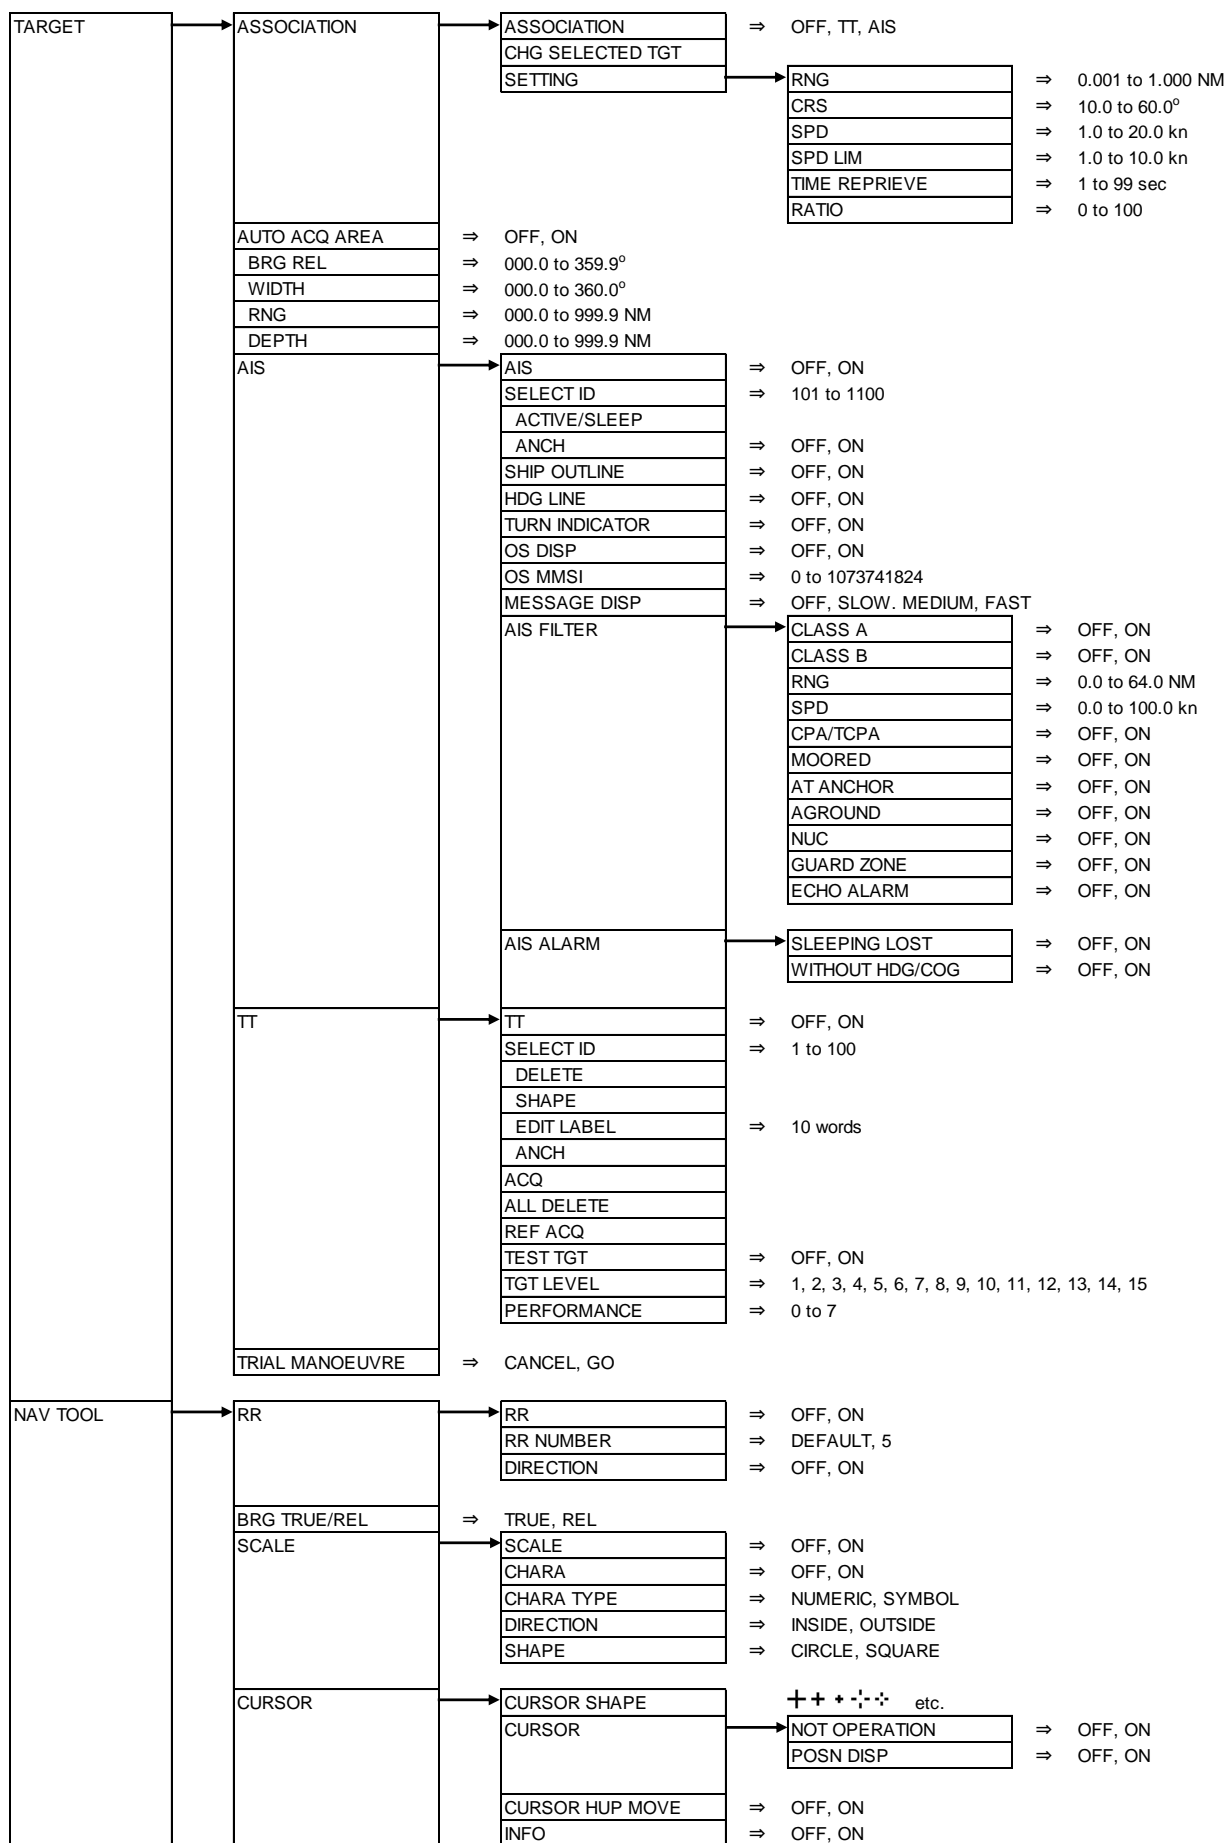 TARGET ASSOCIATION ASSOCIATION ⇒ OFF, TT, AIS
CHG SELECTED TGT
SETTING RNG ⇒ 0.001 to 1.000 NM
CRS ⇒ 10.0 to 60.0°
SPD ⇒ 1.0 to 20.0 kn
SPD LIM ⇒ 1.0 to 10.0 kn
TIME REPRIEVE ⇒ 1 to 99 sec
RATIO ⇒ 0 to 100
AUTO ACQ AREA ⇒ OFF, ON
BRG REL ⇒ 000.0 to 359.9°
WIDTH ⇒ 000.0 to 360.0°
RNG ⇒ 000.0 to 999.9 NM
DEPTH ⇒ 000.0 to 999.9 NM
AIS AIS ⇒ OFF, ON
SELECT ID ⇒ 101 to 1100
ACTIVE/SLEEP
ANCH ⇒ OFF, ON
SHIP OUTLINE ⇒ OFF, ON
HDG LINE ⇒ OFF, ON
TURN INDICATOR ⇒ OFF, ON
OS DISP ⇒ OFF, ON
OS MMSI ⇒ 0 to 1073741824
MESSAGE DISP ⇒ OFF, SLOW. MEDIUM, FAST
AIS FILTER CLASS A ⇒ OFF, ON
CLASS B ⇒ OFF, ON
RNG ⇒ 0.0 to 64.0 NM
SPD ⇒ 0.0 to 100.0 kn
CPA/TCPA ⇒ OFF, ON
MOORED ⇒ OFF, ON
AT ANCHOR ⇒ OFF, ON
AGROUND ⇒ OFF, ON
NUC ⇒ OFF, ON
GUARD ZONE ⇒ OFF, ON
ECHO ALARM ⇒ OFF, ON
AIS ALARM SLEEPING LOST ⇒ OFF, ON
WITHOUT HDG/COG ⇒ OFF, ON
TT TT ⇒ OFF, ON
SELECT ID ⇒ 1 to 100
DELETE
SHAPE
EDIT LABEL ⇒ 10 words
ANCH
ACQ
ALL DELETE
REF ACQ
TEST TGT ⇒ OFF, ON
TGT LEVEL ⇒ 1, 2, 3, 4, 5, 6, 7, 8, 9, 10, 11, 12, 13, 14, 15
PERFORMANCE ⇒ 0 to 7
TRIAL MANOEUVRE ⇒ CANCEL, GO
NAV TOOL RR RR ⇒ OFF, ON
RR NUMBER ⇒ DEFAULT, 5
DIRECTION ⇒ OFF, ON
BRG TRUE/REL ⇒ TRUE, REL
SCALE SCALE ⇒ OFF, ON
CHARA ⇒ OFF, ON
CHARA TYPE ⇒ NUMERIC, SYMBOL
DIRECTION ⇒ INSIDE, OUTSIDE
SHAPE ⇒ CIRCLE, SQUARE
CURSOR CURSOR SHAPE etc.
CURSOR NOT OPERATION ⇒ OFF, ON
POSN DISP ⇒ OFF, ON
CURSOR HUP MOVE ⇒ OFF, ON
INFO ⇒ OFF, ON